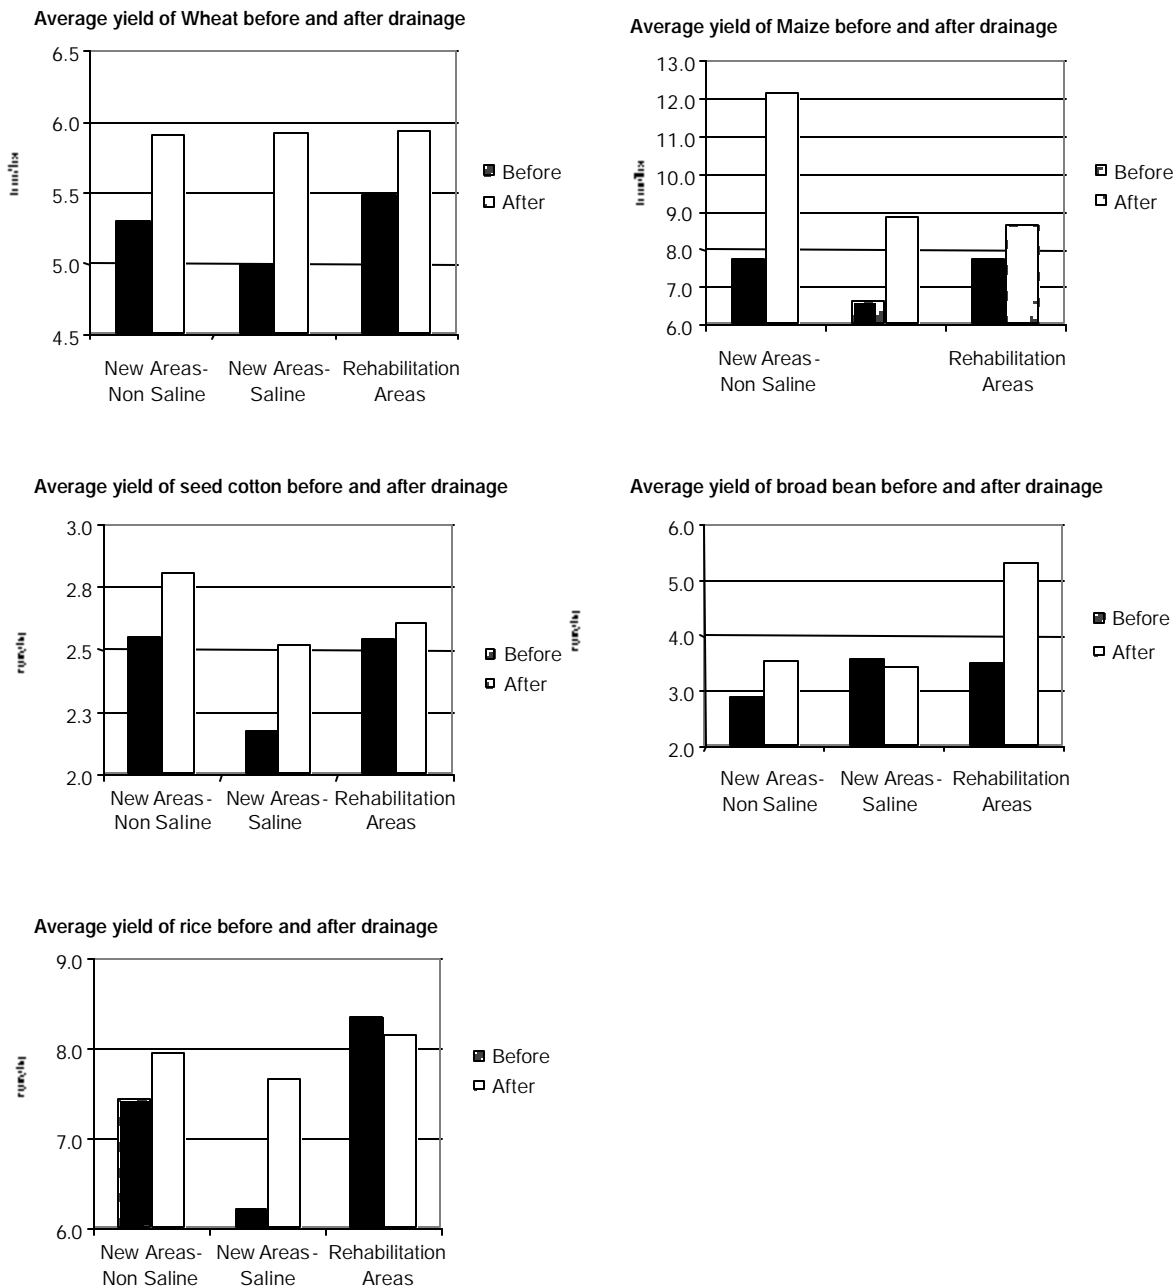 Average yield of Wheat before and after drainage
6.5
6.0
5.5
5.0
4.5
New Areas-
Non Saline
New Areas-
Saline
Rehabilitation
Areas
Before
After
Average yield of Maize before and after drainage
13.0
12.0
11.0
10.0
9.0
8.0
7.0
6.0
New Areas-
Non Saline
Rehabilitation
Areas
Before
After
Average yield of seed cotton before and after drainage
3.0
2.8
2.5
2.3
2.0
New Areas-
Non Saline
New Areas-
Saline
Rehabilitation
Areas
Before
After
Average yield of broad bean before and after drainage
6.0
5.0
4.0
3.0
2.0
New Areas-
Non Saline
New Areas-
Saline
Rehabilitation
Areas
Before
After
Average yield of rice before and after drainage
9.0
8.0
7.0
6.0
New Areas-
Non Saline
New Areas-
Saline
Rehabilitation
Areas
Before
After